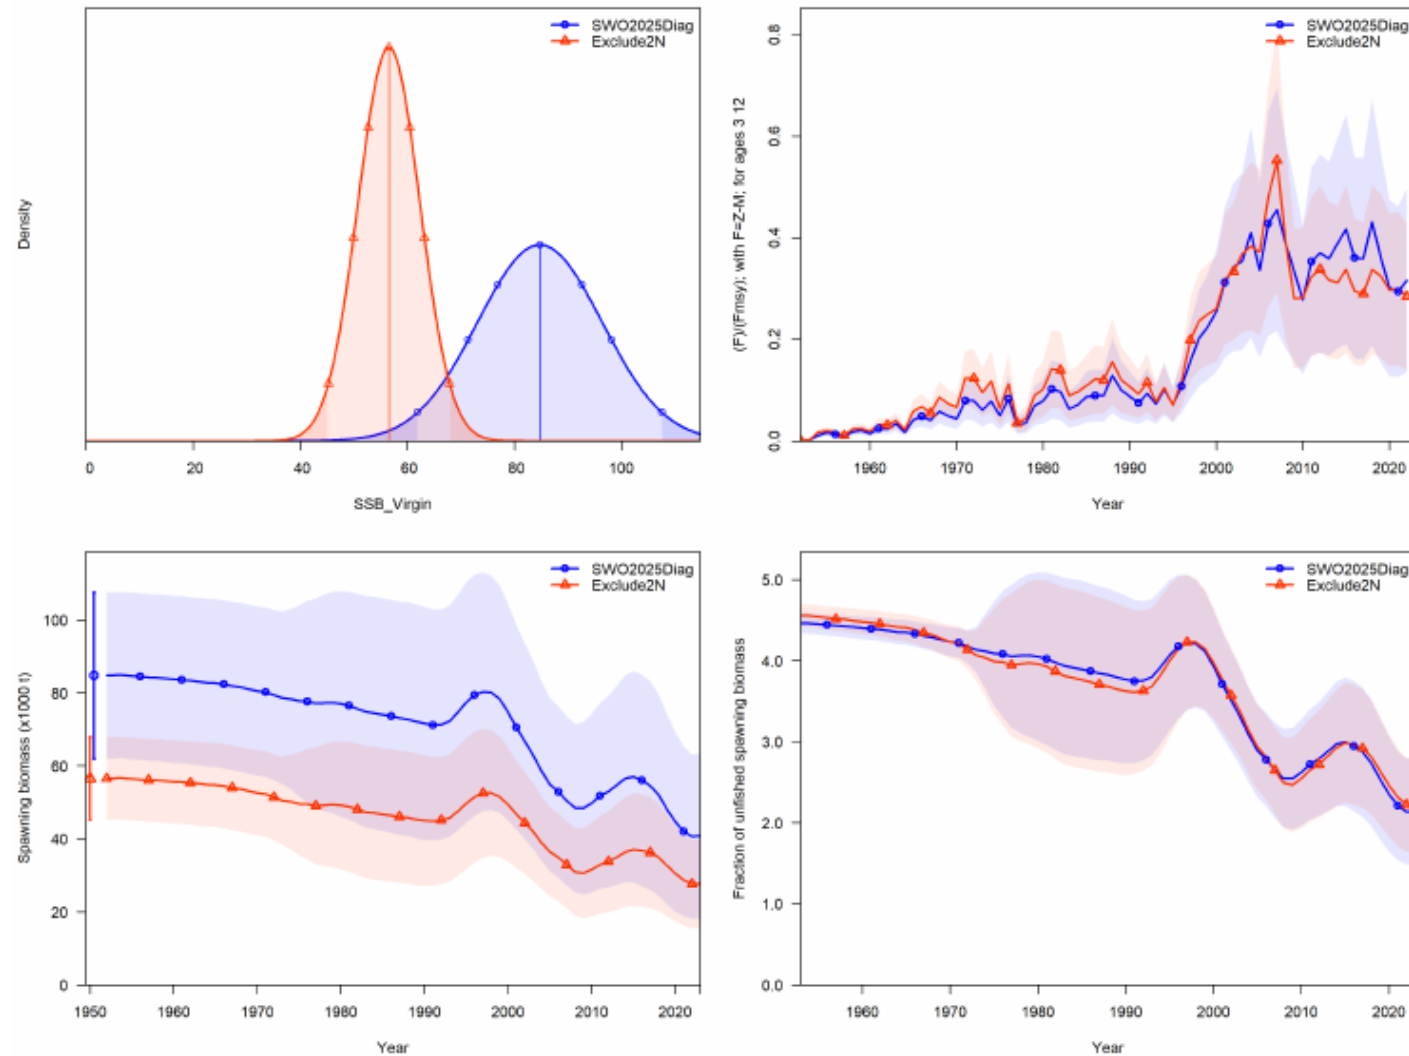 SWO2025Diag
Exclude2N
Density
0 20 40 60 80 100
SSB_Virgin
SWO2025Diag
Exclude2N
(F)/(Fmsy); with F=Z-M; for ages 3 12
0.8
0.6
0.4
0.2
0.0
1960 1970 1980 1990 2000 2010 2020
Year
SWO2025Diag
Exclude2N
Spawning biomass (x1000 t)
100
80
60
40
20
0
1950 1960 1970 1980 1990 2000 2010 2020
Year
SWO2025Diag
Exclude2N
Fraction of unfished spawning biomass
5.0
4.0
3.0
2.0
1.0
0.0
1960 1970 1980 1990 2000 2010 2020
Year